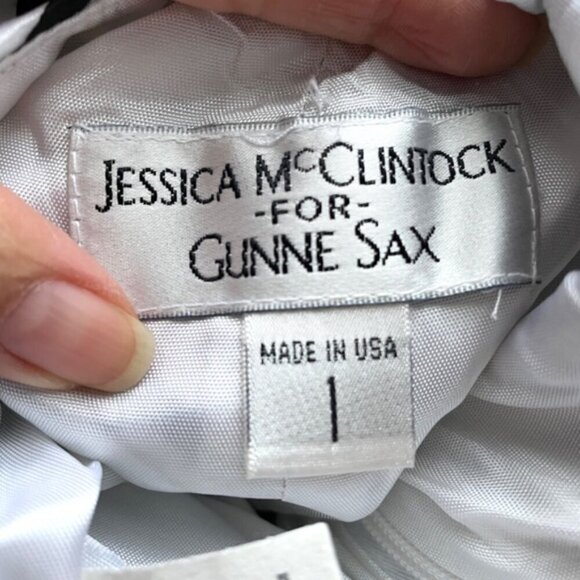 JESSICA McCLINTOCK
-FOR-
GUNNE SAX
MADE IN USA
1